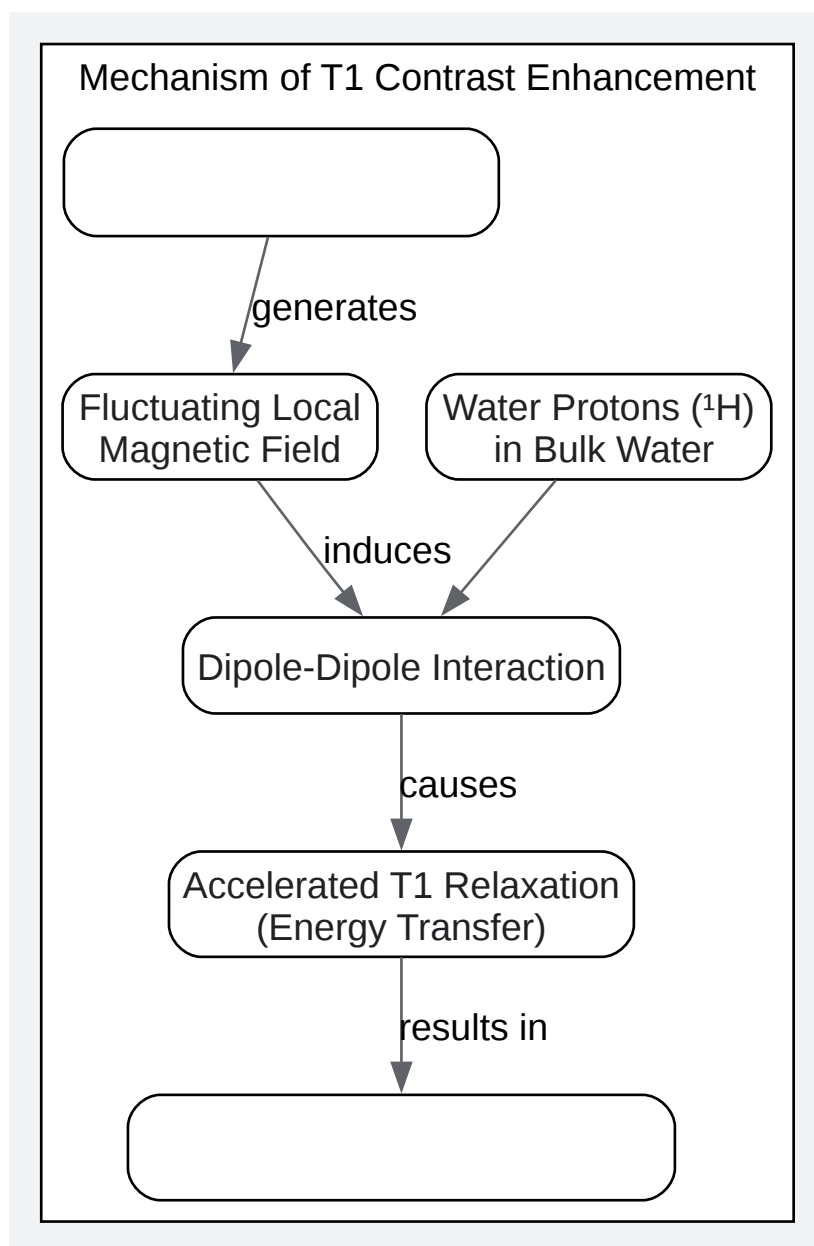 Mechanism of T1 Contrast Enhancement
generates
Fluctuating Local
Magnetic Field
Water Protons (¹H)
in Bulk Water
induces
Dipole-Dipole Interaction
causes
Accelerated T1 Relaxation
(Energy Transfer)
results in